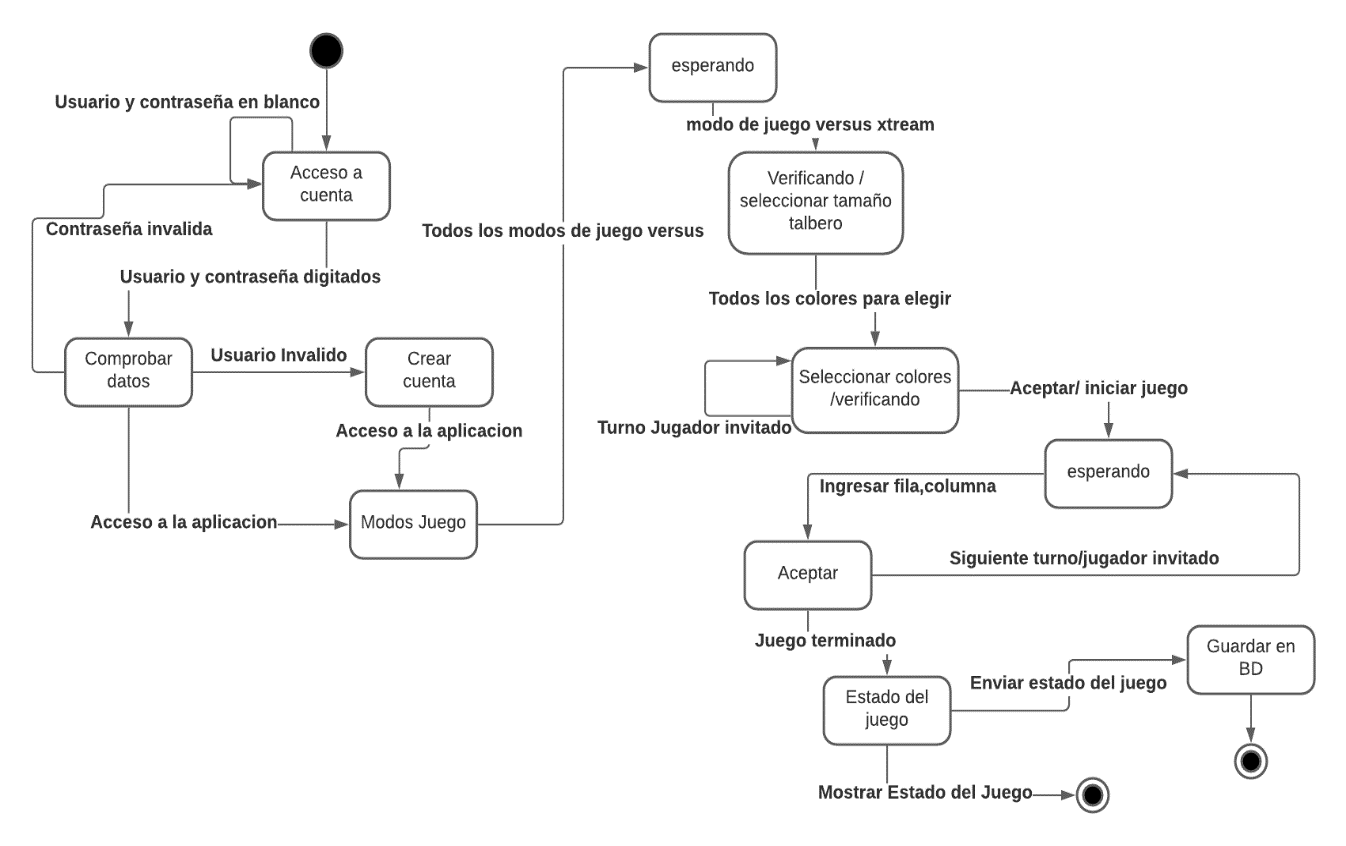 Usuario y contraseña en blanco
Acceso a
cuenta
Contraseña invalida
Usuario y contraseña digitados
Comprobar
datos
Usuario Invalido
Crear
cuenta
Acceso a la aplicacion
Acceso a la aplicacion
Modos Juego
Todos los modos de juego versus
esperando
modo de juego versus xtream
Verificando /
seleccionar tamaño
talbero
Todos los colores para elegir
Seleccionar colores
/verificando
Turno Jugador invitado
Aceptar/ iniciar juego
esperando
Ingresar fila,columna
Aceptar
Siguiente turno/jugador invitado
Juego terminado
Estado del
juego
Enviar estado del juego
Guardar en
BD
Mostrar Estado del Juego